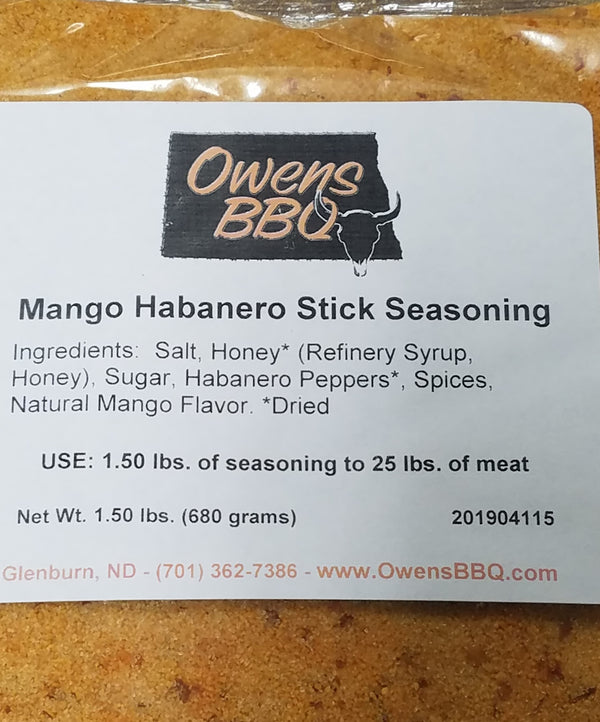 Owens
BBQ
Mango Habanero Stick Seasoning
Ingredients: Salt, Honey* (Refinery Syrup,
Honey), Sugar, Habanero Peppers*, Spices,
Natural Mango Flavor. *Dried
USE: 1.50 lbs. of seasoning to 25 lbs. of meat
Net Wt. 1.50 lbs. (680 grams) 201904115
Glenburn, ND - (701) 362-7386 - www.OwensBBQ.com